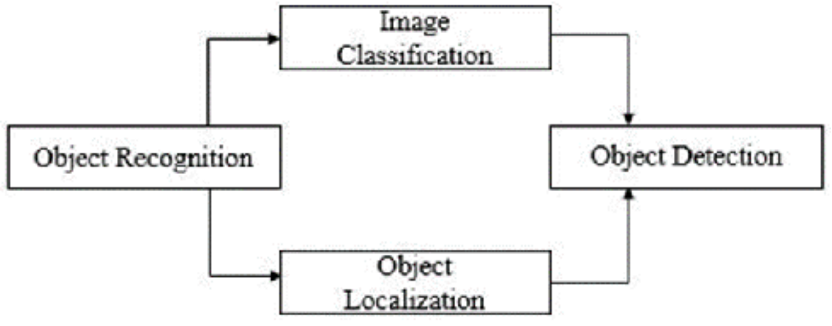 Image
Classification
Object Recognition
Object Detection
Object
Localization